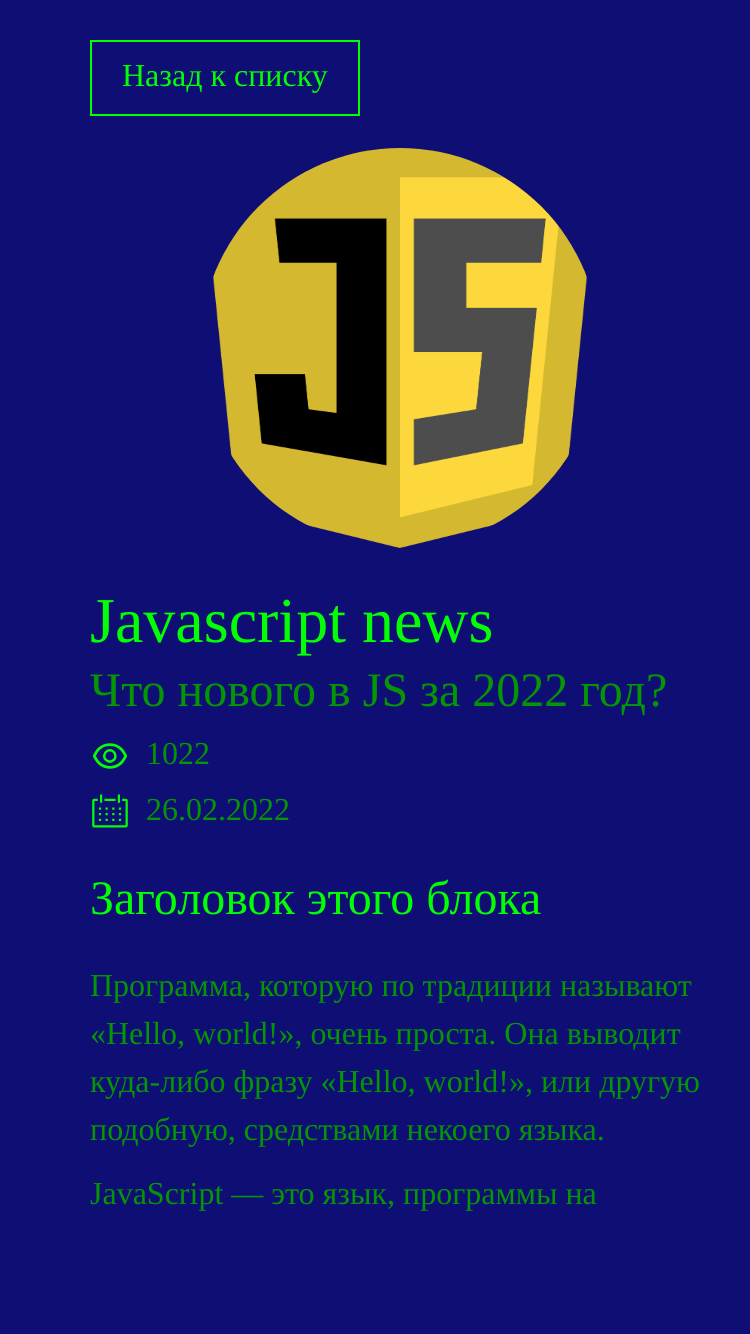 Назад к списку
JS
Javascript news
Что нового в JS за 2022 год?
1022
26.02.2022
Заголовок этого блока
Программа, которую по традиции называют
«Hello, world!», очень проста. Она выводит
куда-либо фразу «Hello, world!», или другую
подобную, средствами некоего языка.
JavaScript — это язык, программы на